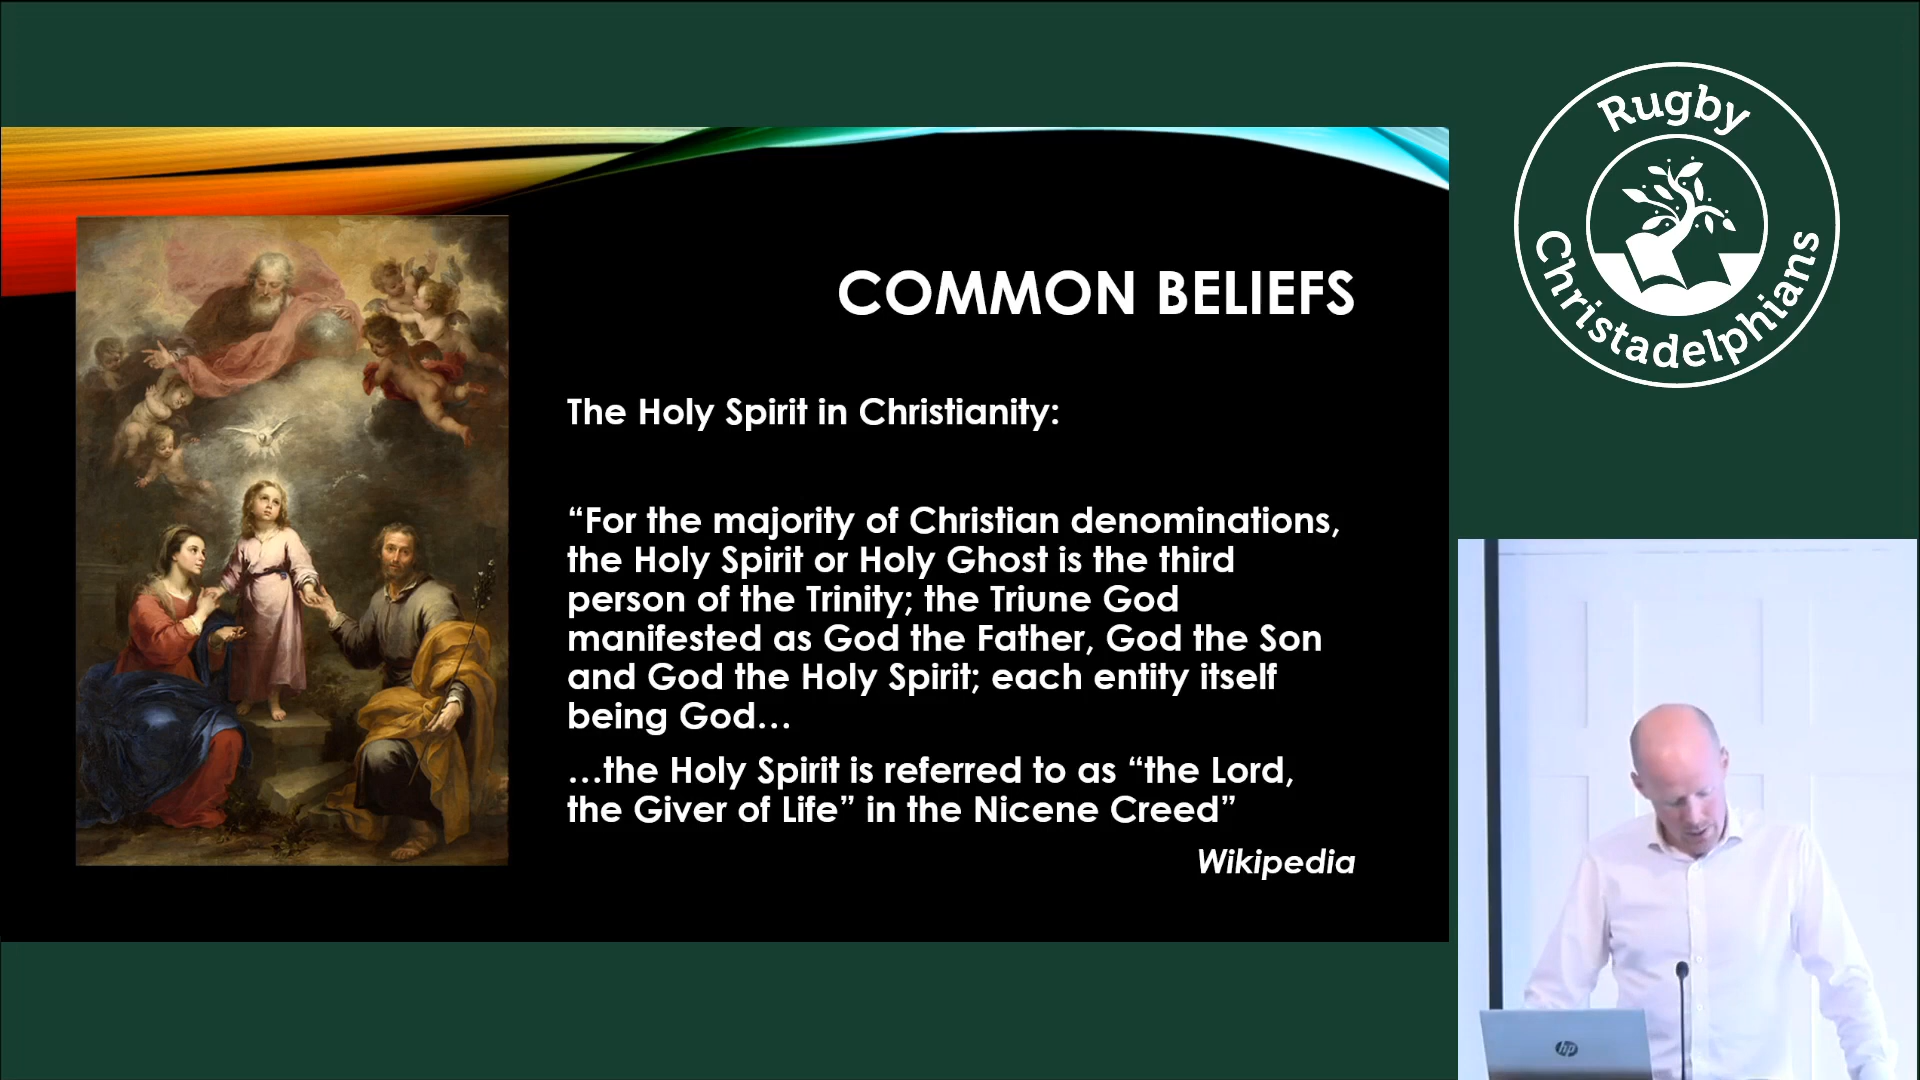 Rugby
Christadelphians
COMMON BELIEFS
The Holy Spirit in Christianity:
“For the majority of Christian denominations,
the Holy Spirit or Holy Ghost is the third
person of the Trinity; the Triune God
manifested as God the Father, God the Son
and God the Holy Spirit; each entity itself
being God…
…the Holy Spirit is referred to as “the Lord,
the Giver of Life” in the Nicene Creed”
Wikipedia
hp